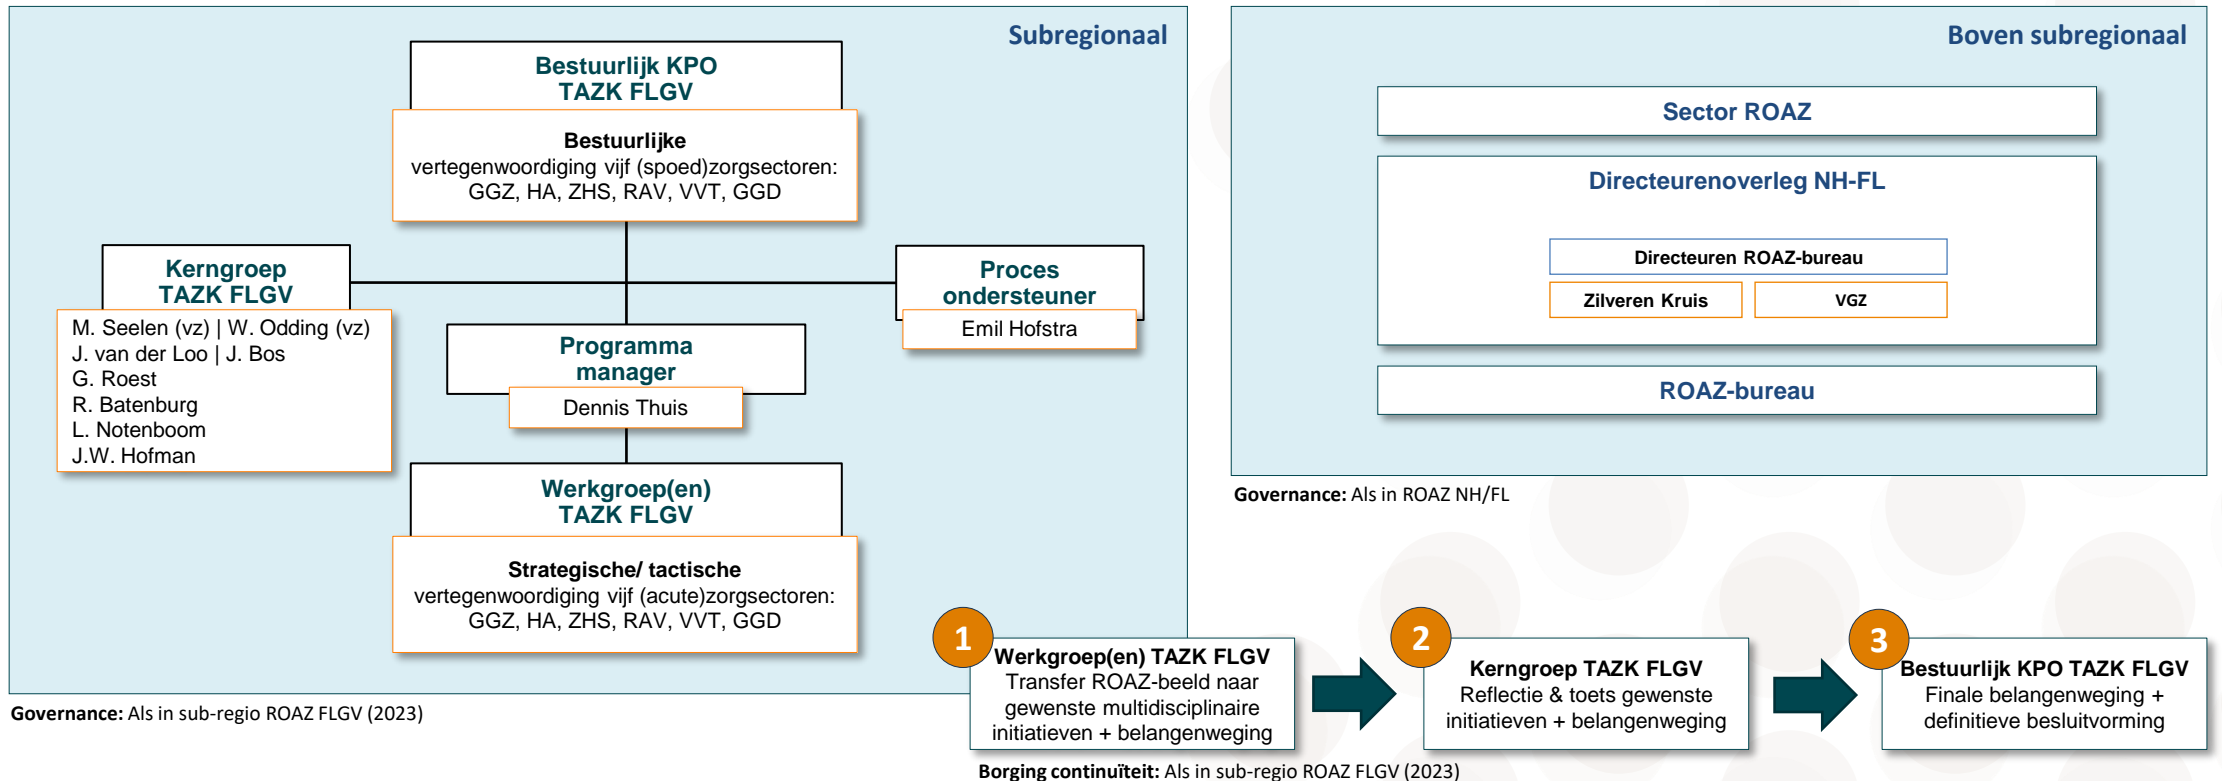 Subregionaal
Bestuurlijk KPO
TAZK FLGV
Bestuurlijke
vertegenwoordiging vijf (spoed)zorgsectoren:
GGZ, HA, ZHS, RAV, VVT, GGD
Kerngroep
TAZK FLGV
M. Seelen (vz) | W. Odding (vz)
J. van der Loo | J. Bos
G. Roest
R. Batenburg
L. Notenboom
J.W. Hofman
Proces
ondersteuner
Emil Hofstra
Programma
manager
Dennis Thuis
Werkgroep(en)
TAZK FLGV
Strategische/ tactische
vertegenwoordiging vijf (acute)zorgsectoren:
GGZ, HA, ZHS, RAV, VVT, GGD
Governance: Als in sub-regio ROAZ FLGV (2023)
Boven subregionaal
Sector ROAZ
Directeurenoverleg NH-FL
Directeuren ROAZ-bureau
Zilveren Kruis
VGZ
ROAZ-bureau
Governance: Als in ROAZ NH/FL
1
Werkgroep(en) TAZK FLGV
Transfer ROAZ-beeld naar
gewenste multidisciplinaire
initiatieven + belangenweging
2
Kerngroep TAZK FLGV
Reflectie & toets gewenste
initiatieven + belangenweging
3
Bestuurlijk KPO TAZK FLGV
Finale belangenweging +
definitieve besluitvorming
Borging continuïteit: Als in sub-regio ROAZ FLGV (2023)